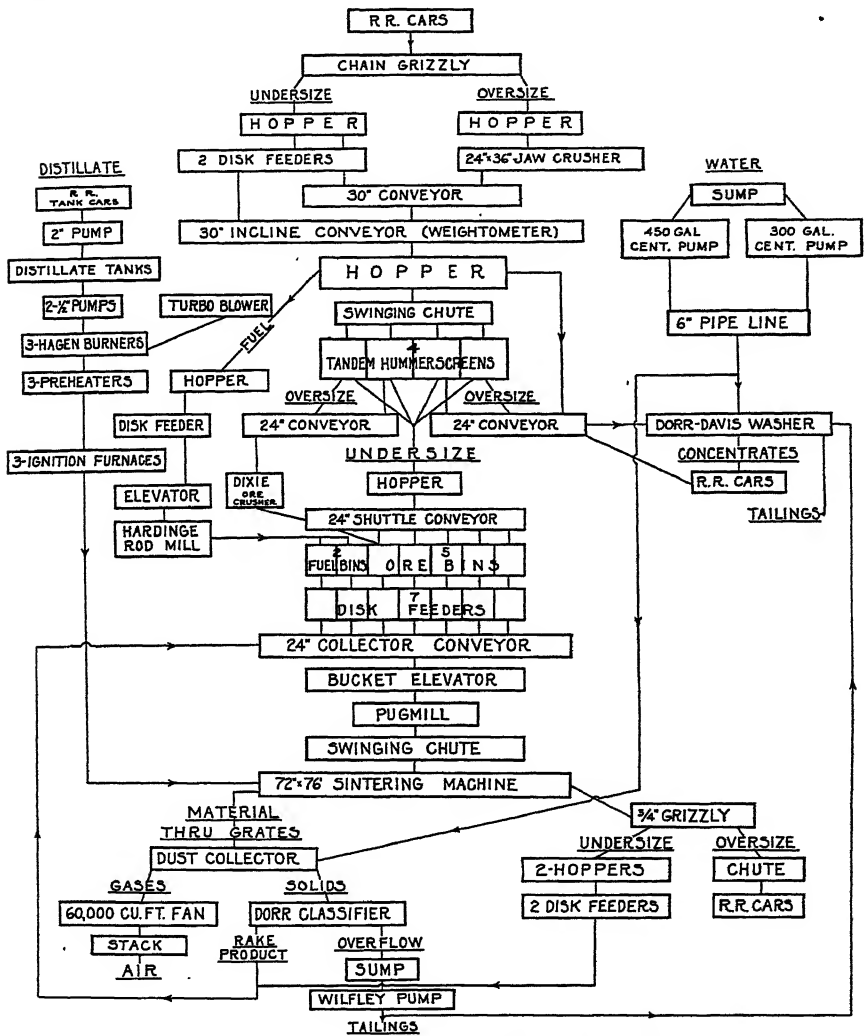 R.R. CARS
CHAIN GRIZZLY
UNDERSIZE
OVERSIZE
HOPPER
HOPPER
2 DISK FEEDERS
24"x36" JAW CRUSHER
30" CONVEYOR
30" INCLINE CONVEYOR (WEIGHTOMETER)
DISTILLATE
R.R.
TANK CARS
2" PUMP
DISTILLATE TANKS
2-½" PUMPS
TURBO BLOWER
3-HAGEN BURNERS
3-PREHEATERS
3-IGNITION FURNACES
WATER
SUMP
450 GAL
CENT. PUMP
300 GAL.
CENT. PUMP
6" PIPE LINE
HOPPER
SWINGING CHUTE
4
TANDEM HUMMER SCREENS
FUEL
HOPPER
DISK FEEDER
ELEVATOR
HARDINGE
ROD MILL
OVERSIZE
OVERSIZE
24" CONVEYOR
24" CONVEYOR
DORR-DAVIS WASHER
CONCENTRATES
R.R. CARS
TAILINGS
UNDERSIZE
HOPPER
DIXIE
ORE
CRUSHER
24" SHUTTLE CONVEYOR
2
FUEL BINS
5
ORE BINS
7
DISK FEEDERS
24" COLLECTOR CONVEYOR
BUCKET ELEVATOR
PUGMILL
SWINGING CHUTE
72"x76' SINTERING MACHINE
MATERIAL
THRU GRATES
DUST COLLECTOR
GASES
SOLIDS
60,000 CU.FT. FAN
DORR CLASSIFIER
STACK
AIR
RAKE
PRODUCT
OVERFLOW
SUMP
WILFLEY PUMP
TAILINGS
¾" GRIZZLY
UNDERSIZE
OVERSIZE
2-HOPPERS
CHUTE
2 DISK FEEDERS
R.R. CARS